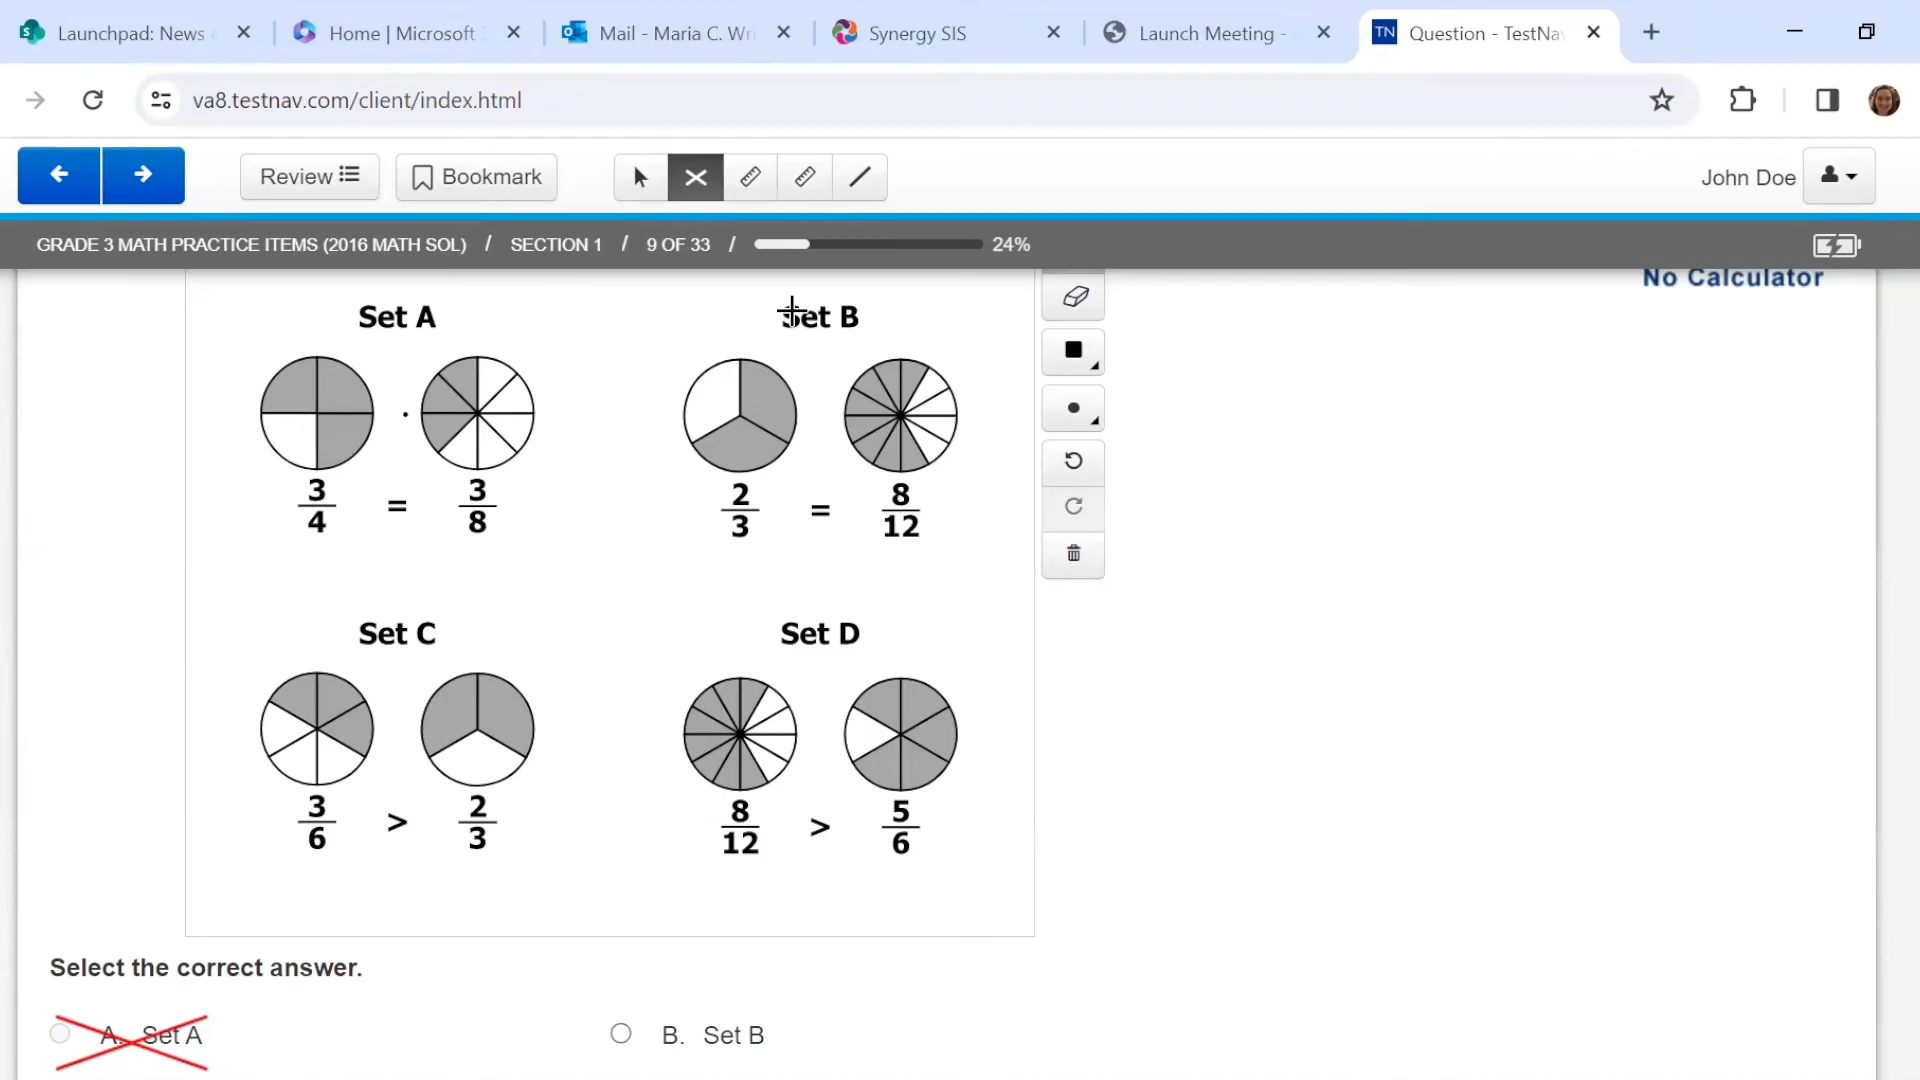 Launchpad: News
Home | Microsoft
Mail - Maria C. Wri
Synergy SIS
Launch Meeting -
Question - TestNav
va8.testnav.com/client/index.html
Review
Bookmark
John Doe
GRADE 3 MATH PRACTICE ITEMS (2016 MATH SOL) / SECTION 1 / 9 OF 33 / 24%
No Calculator
Set A
Set B
3/4 = 3/8
2/3 = 8/12
Set C
Set D
3/6 > 2/3
8/12 > 5/6
Select the correct answer.
A. Set A
B. Set B